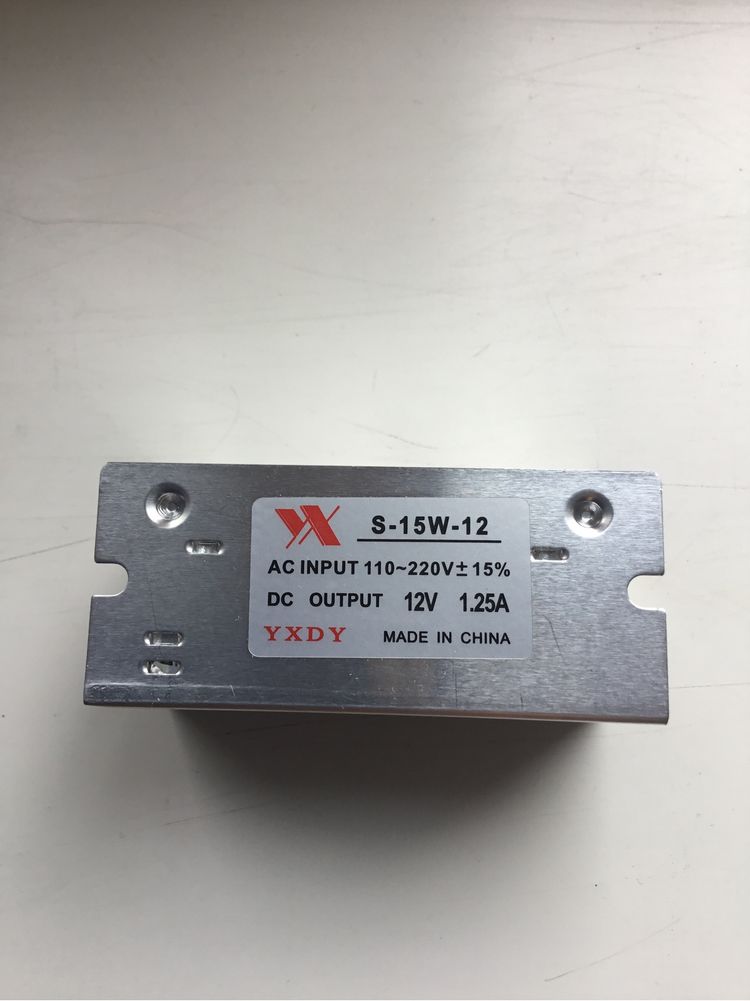 S-15W-12
AC INPUT 110~220V±15%
DC OUTPUT 12V 1.25A
YXDY MADE IN CHINA